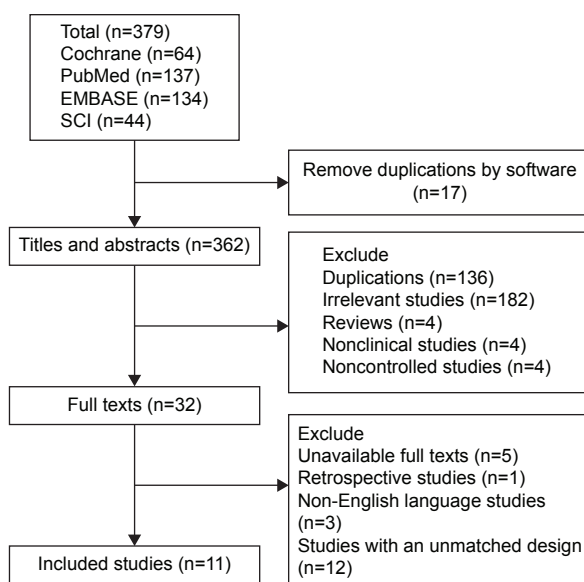 Total (n=379)
Cochrane (n=64)
PubMed (n=137)
EMBASE (n=134)
SCI (n=44)
Remove duplications by software
(n=17)
Titles and abstracts (n=362)
Exclude
Duplications (n=136)
Irrelevant studies (n=182)
Reviews (n=4)
Nonclinical studies (n=4)
Noncontrolled studies (n=4)
Full texts (n=32)
Exclude
Unavailable full texts (n=5)
Retrospective studies (n=1)
Non-English language studies
(n=3)
Studies with an unmatched design
(n=12)
Included studies (n=11)